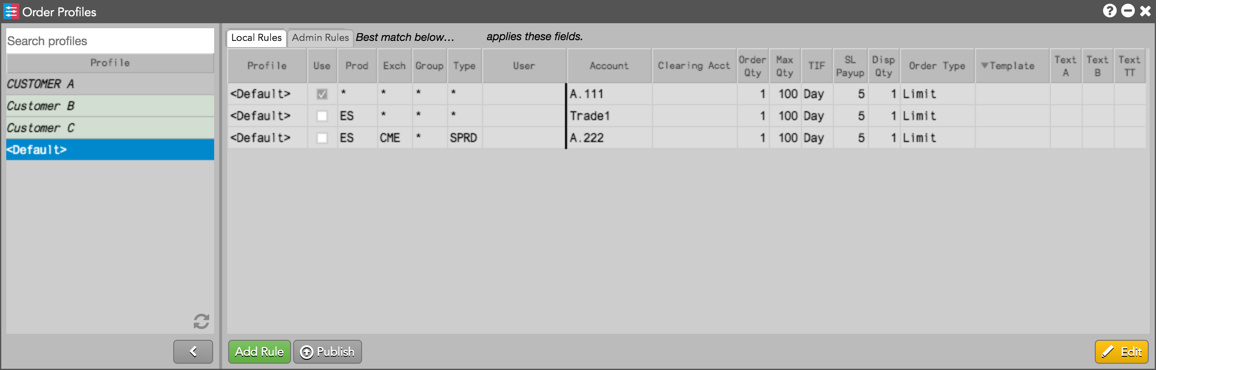 Order Profiles
Search profiles
Profile
CUSTOMER A
Customer B
Customer C
<Default>
Local Rules Admin Rules Best match below... applies these fields.
Profile Use Prod Exch Group Type User Account Clearing Acct Order Qty Max Qty TIF SL Payup Disp Qty Order Type Template Text A Text B Text TT
<Default> * * * * A.111 1 100 Day 5 1 Limit
<Default> ES * * * Trade1 1 100 Day 5 1 Limit
<Default> ES CME * SPRD A.222 1 100 Day 5 1 Limit
Add Rule Publish Edit